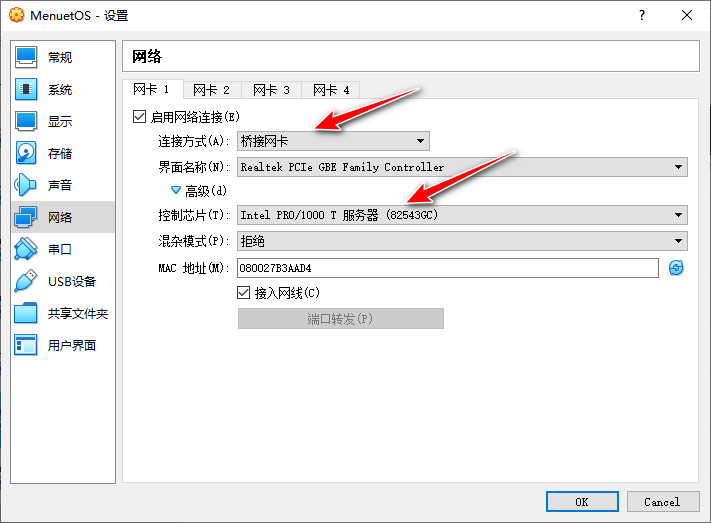 MenuetOS - 设置
常规
系统
显示
存储
声音
网络
串口
USB设备
共享文件夹
用户界面
网络
网卡 1 网卡 2 网卡 3 网卡 4
启用网络连接(E)
连接方式(A): 桥接网卡
界面名称(N): Realtek PCIe GBE Family Controller
高级(d)
控制芯片(T): Intel PRO/1000 T 服务器 (82543GC)
混杂模式(P): 拒绝
MAC 地址(M): 080027B3AAD4
接入网线(C)
端口转发(P)
OK Cancel